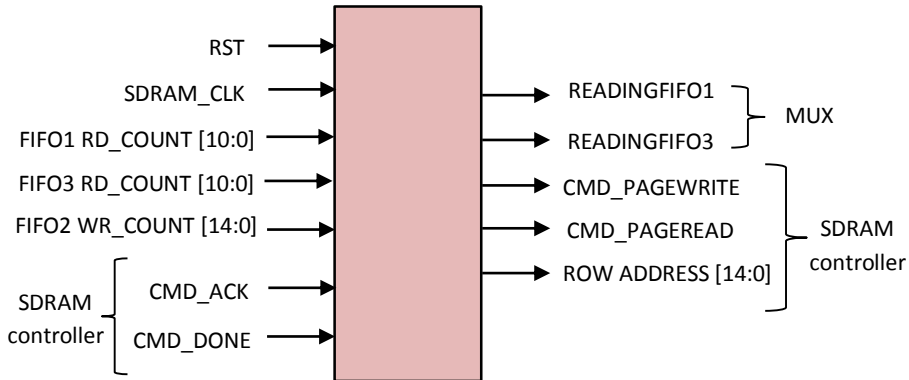 RST
SDRAM_CLK
FIFO1 RD_COUNT [10:0]
FIFO3 RD_COUNT [10:0]
FIFO2 WR_COUNT [14:0]
SDRAM
controller
CMD_ACK
CMD_DONE
READINGFIFO1
READINGFIFO3
MUX
CMD_PAGEWRITE
CMD_PAGEREAD
ROW ADDRESS [14:0]
SDRAM
controller